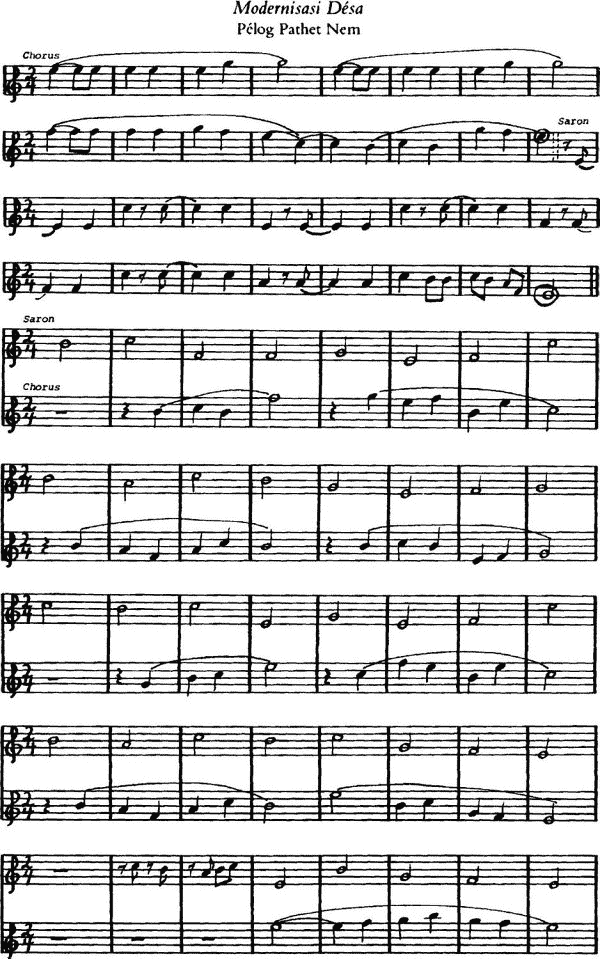 Modernisasi Désa
Pélog Pathet Nem
Chorus
Saron
Saron
Chorus